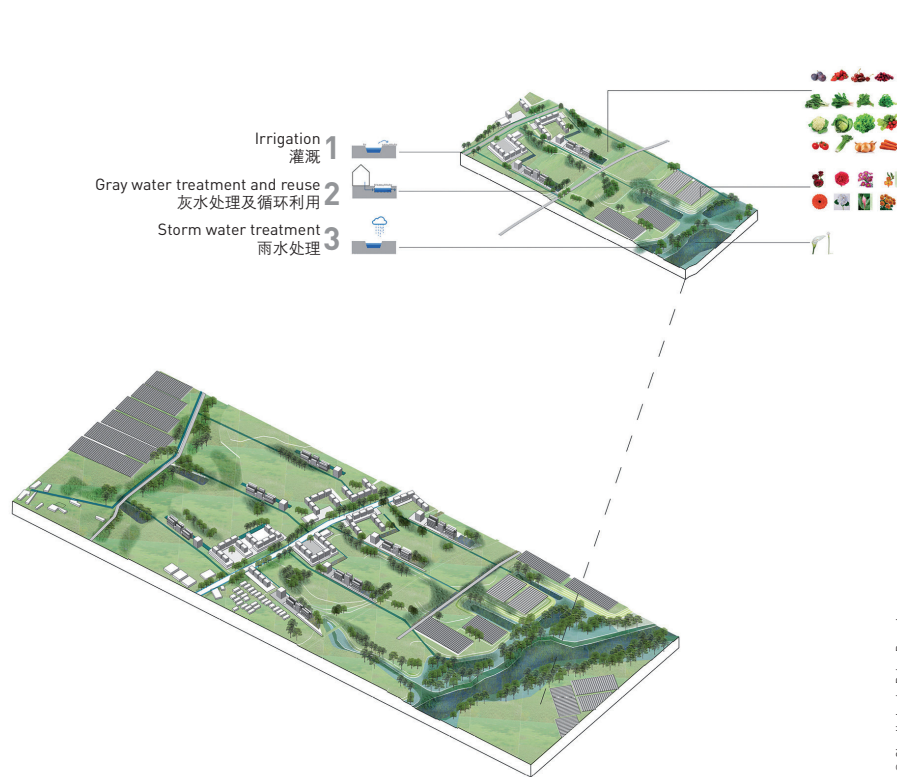 Irrigation 1
灌溉
Gray water treatment and reuse 2
灰水处理及循环利用
Storm water treatment 3
雨水处理